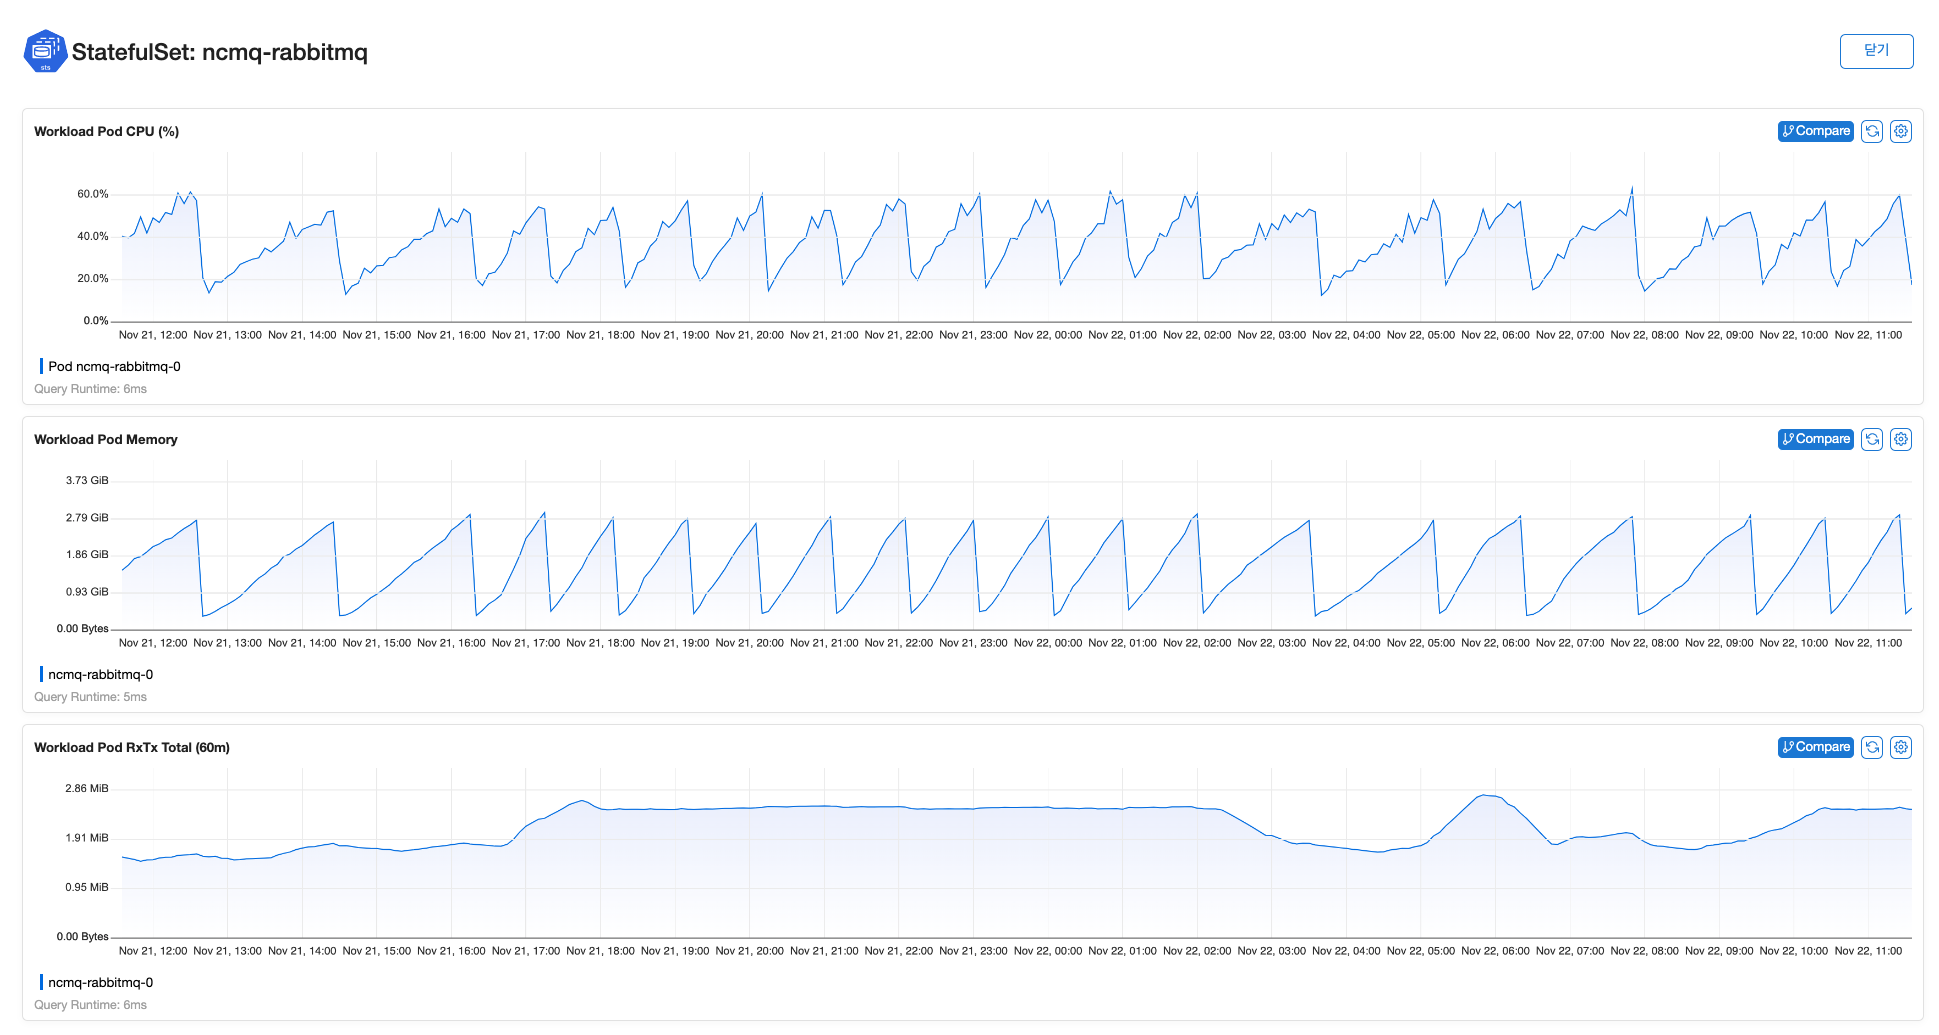 sts
StatefulSet: ncmq-rabbitmq
닫기
Workload Pod CPU (%)
Compare
60.0%
40.0%
20.0%
0.0%
Nov 21, 12:00 Nov 21, 13:00 Nov 21, 14:00 Nov 21, 15:00 Nov 21, 16:00 Nov 21, 17:00 Nov 21, 18:00 Nov 21, 19:00 Nov 21, 20:00 Nov 21, 21:00 Nov 21, 22:00 Nov 21, 23:00 Nov 22, 00:00 Nov 22, 01:00 Nov 22, 02:00 Nov 22, 03:00 Nov 22, 04:00 Nov 22, 05:00 Nov 22, 06:00 Nov 22, 07:00 Nov 22, 08:00 Nov 22, 09:00 Nov 22, 10:00 Nov 22, 11:00
Pod ncmq-rabbitmq-0
Query Runtime: 6ms
Workload Pod Memory
Compare
3.73 GiB
2.79 GiB
1.86 GiB
0.93 GiB
0.00 Bytes
Nov 21, 12:00 Nov 21, 13:00 Nov 21, 14:00 Nov 21, 15:00 Nov 21, 16:00 Nov 21, 17:00 Nov 21, 18:00 Nov 21, 19:00 Nov 21, 20:00 Nov 21, 21:00 Nov 21, 22:00 Nov 21, 23:00 Nov 22, 00:00 Nov 22, 01:00 Nov 22, 02:00 Nov 22, 03:00 Nov 22, 04:00 Nov 22, 05:00 Nov 22, 06:00 Nov 22, 07:00 Nov 22, 08:00 Nov 22, 09:00 Nov 22, 10:00 Nov 22, 11:00
ncmq-rabbitmq-0
Query Runtime: 5ms
Workload Pod RxTx Total (60m)
Compare
2.86 MiB
1.91 MiB
0.95 MiB
0.00 Bytes
Nov 21, 12:00 Nov 21, 13:00 Nov 21, 14:00 Nov 21, 15:00 Nov 21, 16:00 Nov 21, 17:00 Nov 21, 18:00 Nov 21, 19:00 Nov 21, 20:00 Nov 21, 21:00 Nov 21, 22:00 Nov 21, 23:00 Nov 22, 00:00 Nov 22, 01:00 Nov 22, 02:00 Nov 22, 03:00 Nov 22, 04:00 Nov 22, 05:00 Nov 22, 06:00 Nov 22, 07:00 Nov 22, 08:00 Nov 22, 09:00 Nov 22, 10:00 Nov 22, 11:00
ncmq-rabbitmq-0
Query Runtime: 6ms